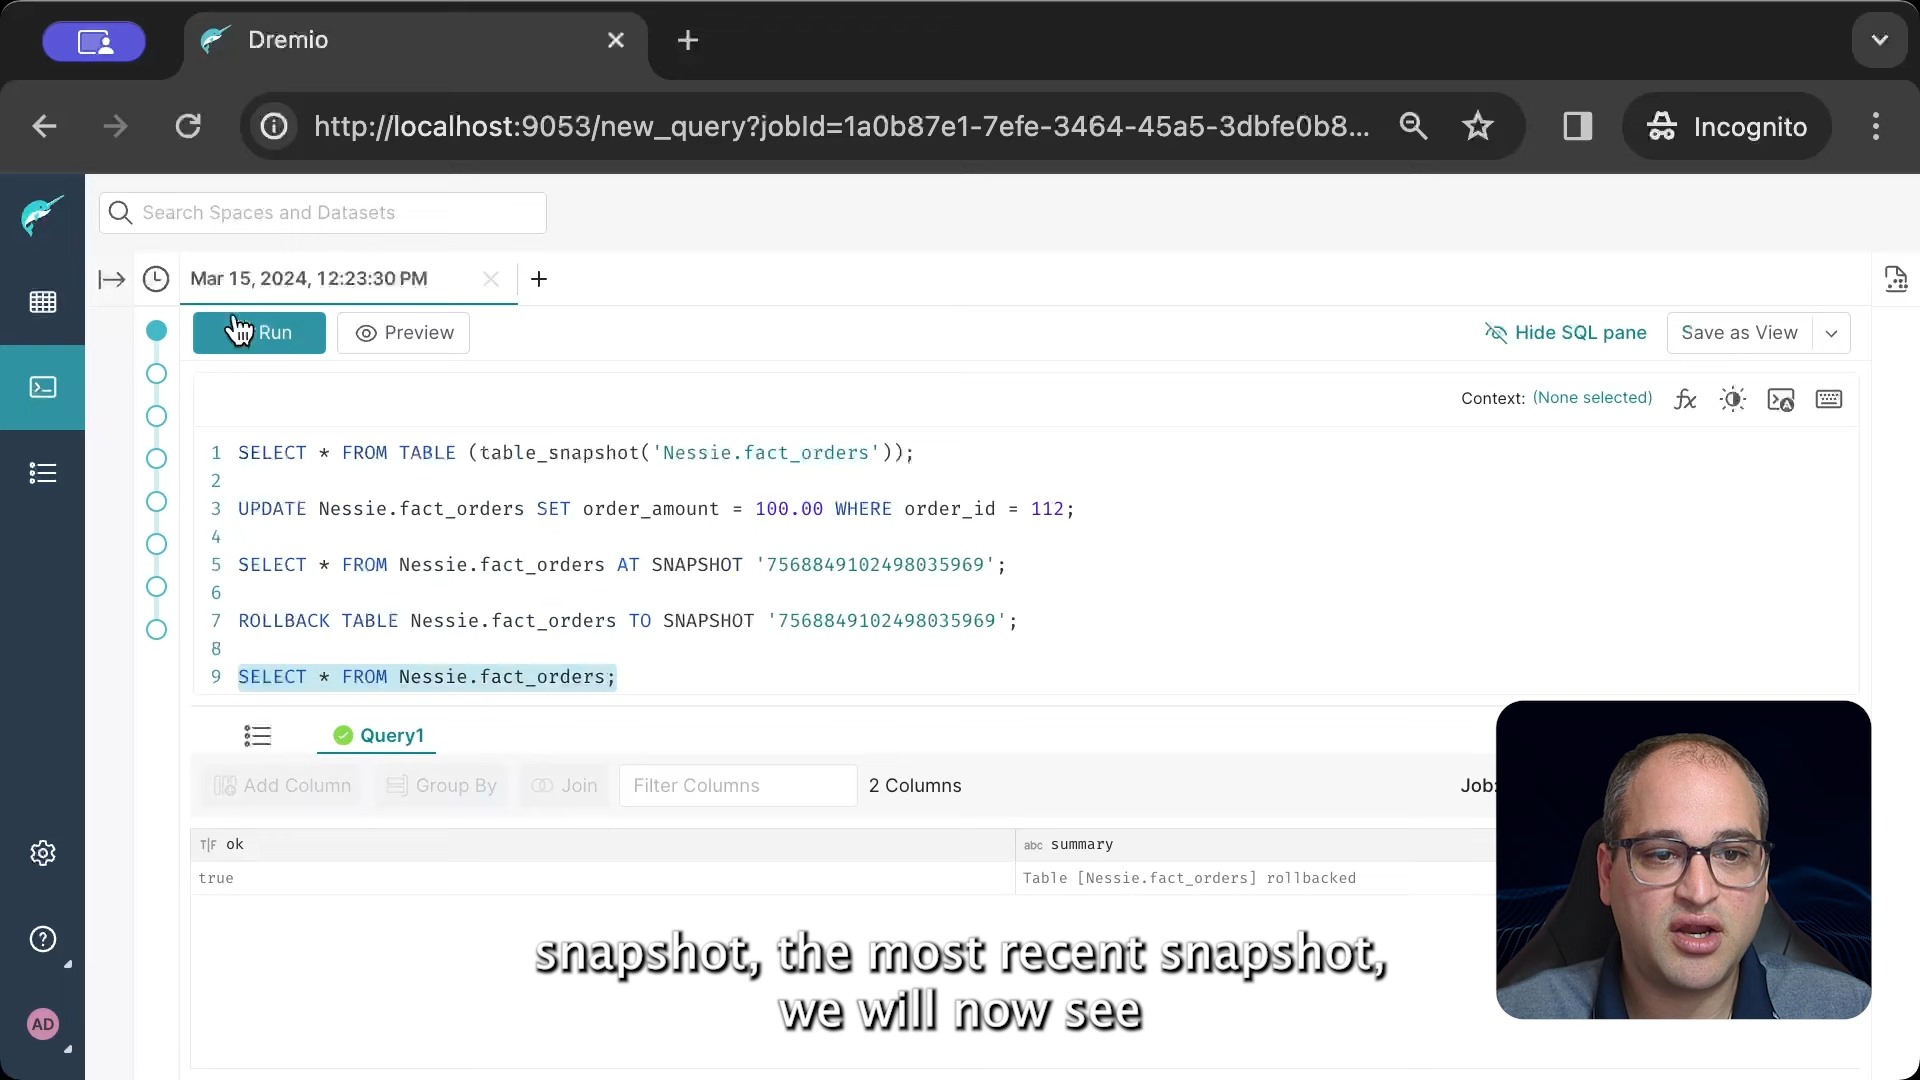 Dremio
http://localhost:9053/new_query?jobId=1a0b87e1-7efe-3464-45a5-3dbfe0b8...
Incognito
Search Spaces and Datasets
Mar 15, 2024, 12:23:30 PM
Run
Preview
Hide SQL pane
Save as View
Context: (None selected)
fx
1 SELECT * FROM TABLE (table_snapshot('Nessie.fact_orders'));
2
3 UPDATE Nessie.fact_orders SET order_amount = 100.00 WHERE order_id = 112;
4
5 SELECT * FROM Nessie.fact_orders AT SNAPSHOT '7568849102498035969';
6
7 ROLLBACK TABLE Nessie.fact_orders TO SNAPSHOT '7568849102498035969';
8
9 SELECT * FROM Nessie.fact_orders;
Query1
Add Column
Group By
Join
Filter Columns
2 Columns
Job:
T|F ok
abc summary
true
Table [Nessie.fact_orders] rollbacked
snapshot, the most recent snapshot,
we will now see
AD